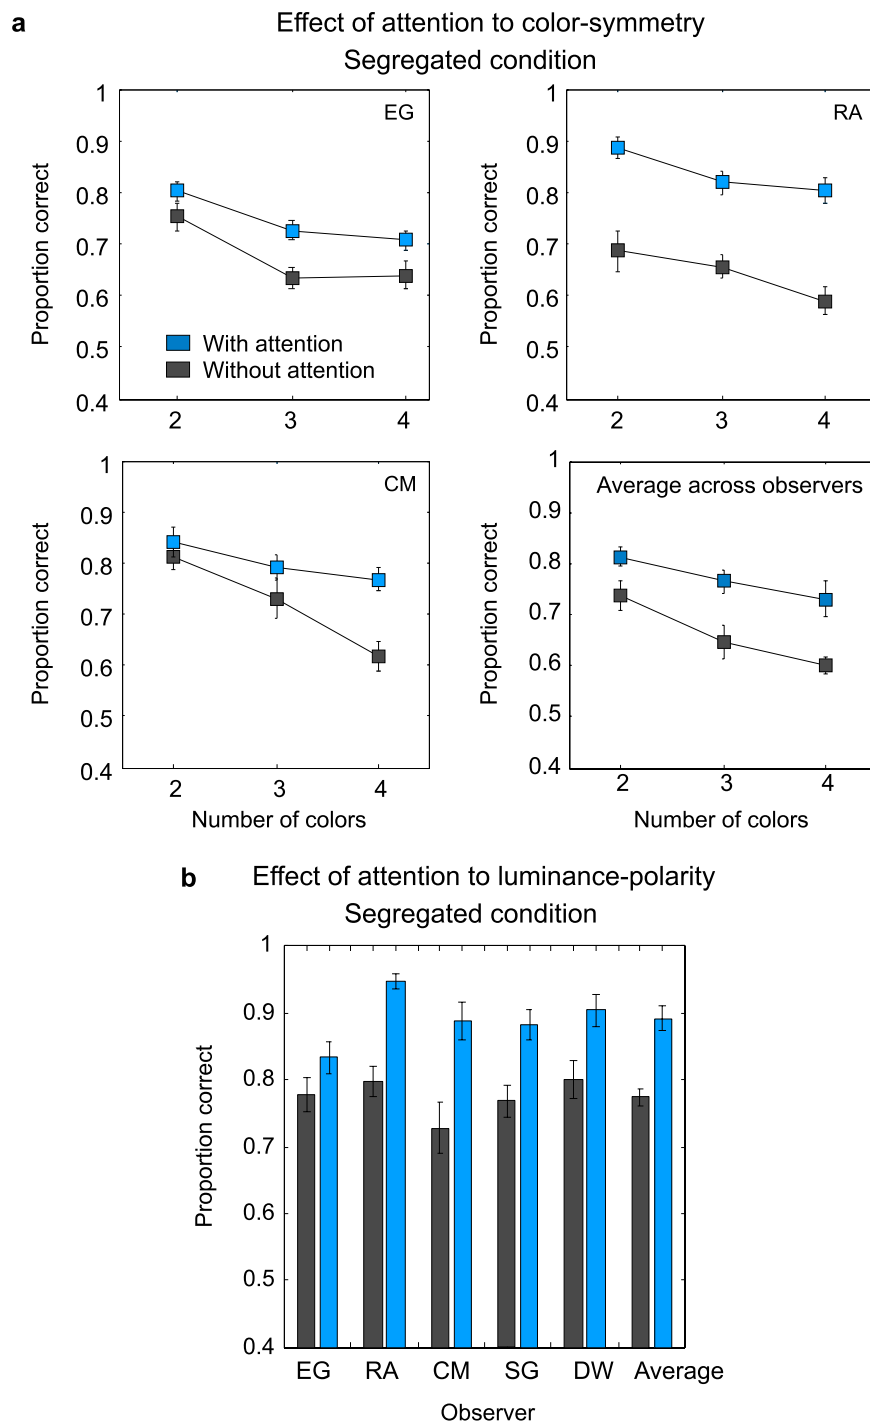 a
Effect of attention to color-symmetry
Segregated condition
EG
1
0.9
0.8
0.7
0.6
0.5
0.4
Proportion correct
With attention
Without attention
2 3 4
RA
1
0.9
0.8
0.7
0.6
0.5
0.4
Proportion correct
2 3 4
CM
1
0.9
0.8
0.7
0.6
0.5
0.4
Proportion correct
2 3 4
Number of colors
Average across observers
1
0.9
0.8
0.7
0.6
0.5
0.4
Proportion correct
2 3 4
Number of colors
b
Effect of attention to luminance-polarity
Segregated condition
1
0.9
0.8
0.7
0.6
0.5
0.4
Proportion correct
EG RA CM SG DW Average
Observer